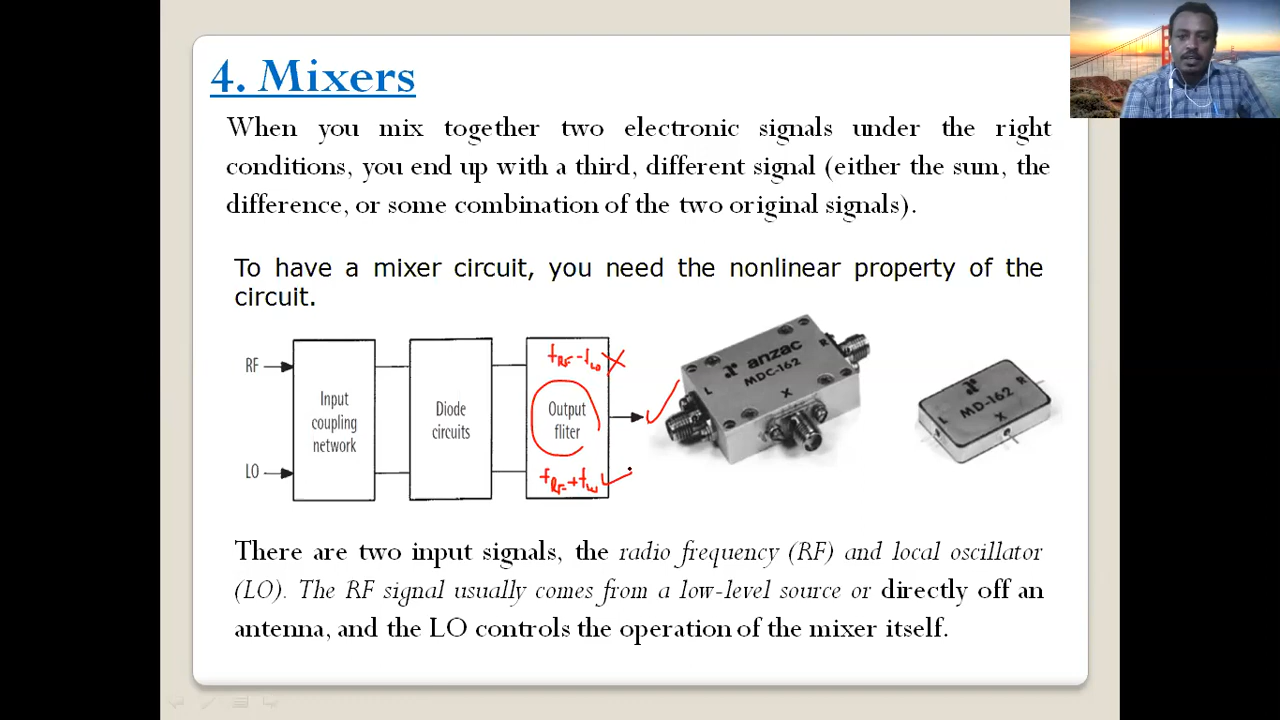 4. Mixers
When you mix together two electronic signals under the right
conditions, you end up with a third, different signal (either the sum, the
difference, or some combination of the two original signals).
To have a mixer circuit, you need the nonlinear property of the
circuit.
RF
LO
Input
coupling
network
Diode
circuits
fRF - fLO
Output
fliter
fRF + fLO
anzac
MDC-162
L
R
X
MD-162
L
R
X
There are two input signals, the radio frequency (RF) and local oscillator
(LO). The RF signal usually comes from a low-level source or directly off an
antenna, and the LO controls the operation of the mixer itself.